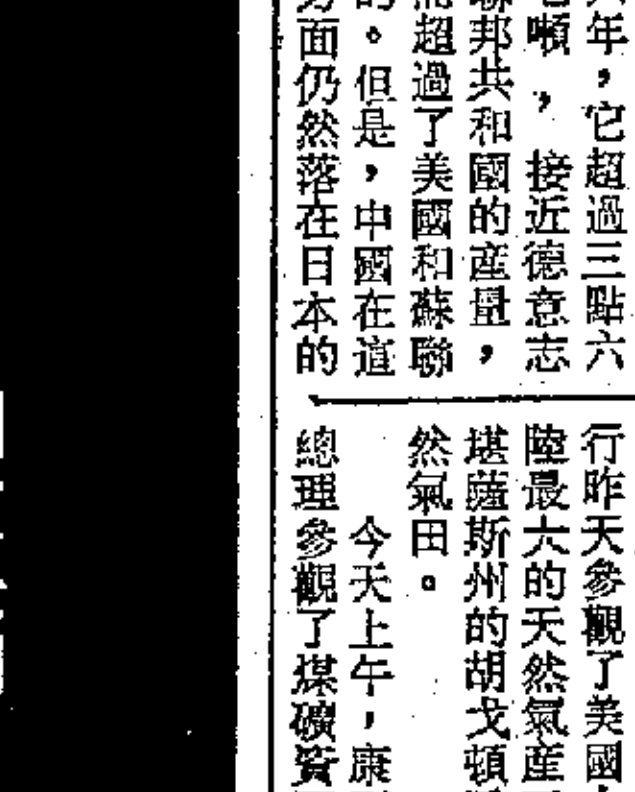 年，它超過三點六
噸，接近德意志
聯邦共和國的產量，
超過了美國和蘇聯
的。但是，中國在這
方面仍然落在日本的
行昨天參觀了美國
陸最大的天然氣產
堪薩斯州的胡戈頓
然氣田。
今天上午，康
總理參觀了煤礦資